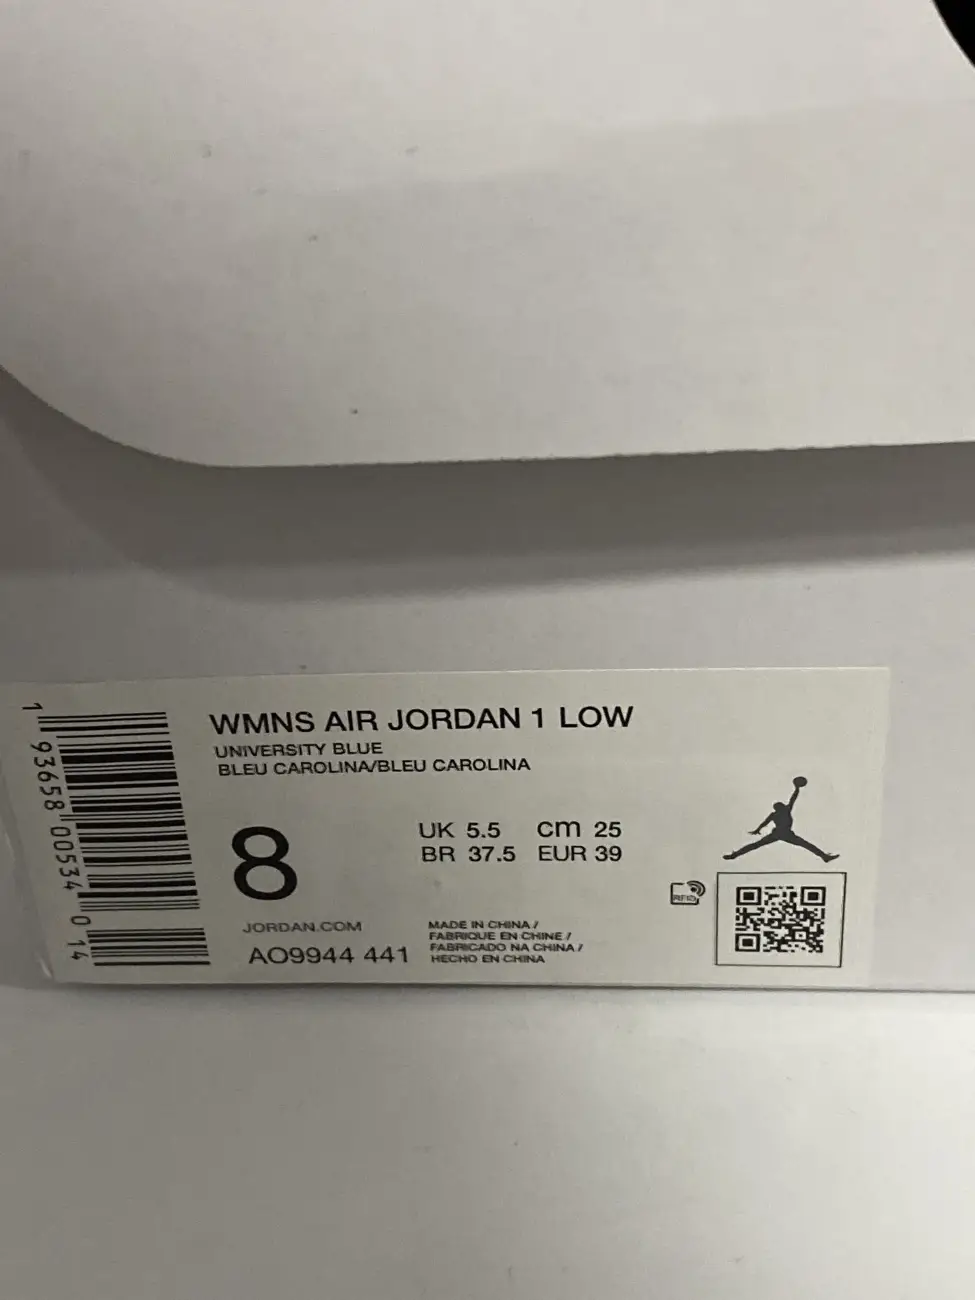 WMNS AIR JORDAN 1 LOW
UNIVERSITY BLUE
BLEU CAROLINA/BLEU CAROLINA
8
UK 5.5 cm 25
BR 37.5 EUR 39
JORDAN.COM
AO9944 441
MADE IN CHINA /
FABRIQUE EN CHINE /
FABRICADO NA CHINA /
HECHO EN CHINA
RFID
1 93658 00534 0 14